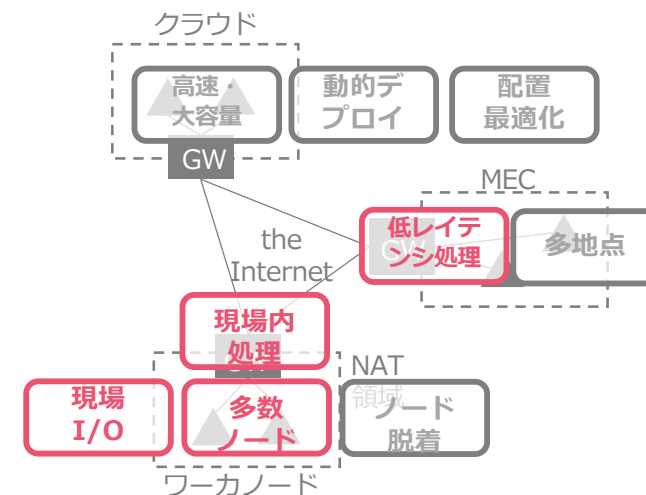 クラウド
高速・
大容量
動的デ
プロイ
配置
最適化
GW
MEC
the
Internet
低レイテ
ンシ処理
GW
多地点
現場内
処理
NAT
領域
現場
I/O
多数
ノード
ノード
脱着
ワーカノード